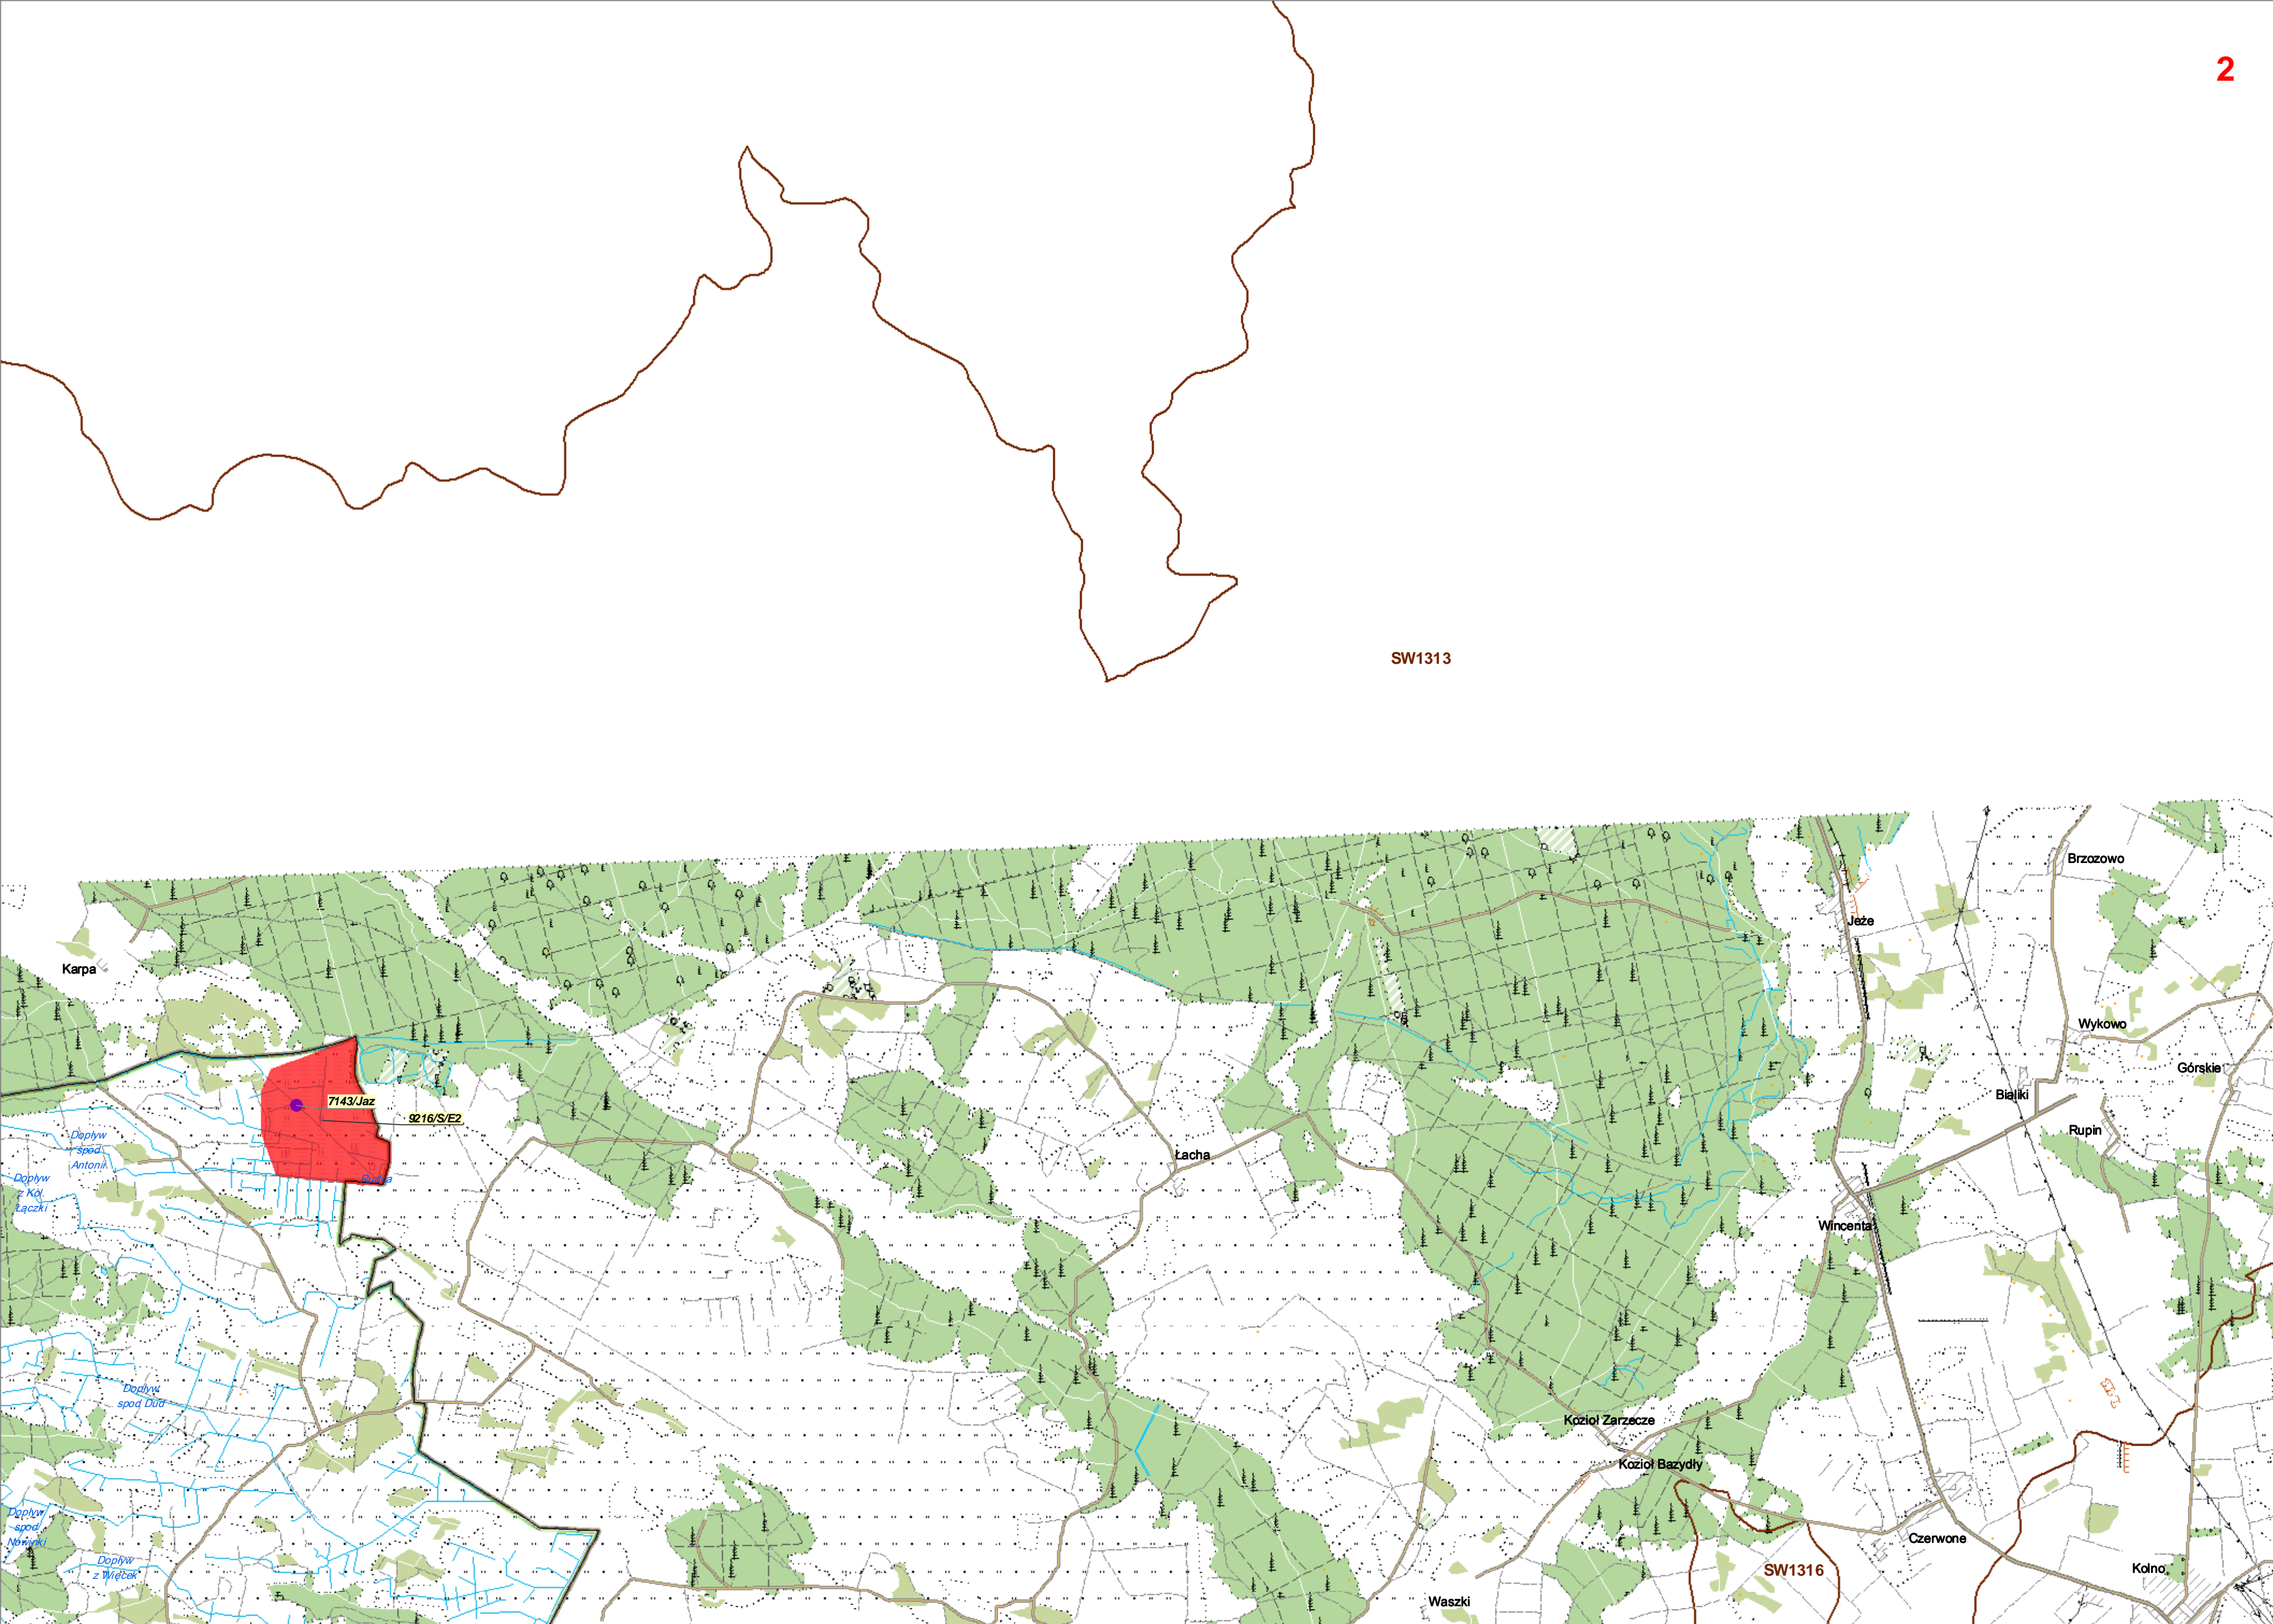 2
SW1313
Brzozowo
Jeże
Karpa
Wykowo
Górskie
Bialiki
7143/Jaz
9216/S/E2
Rupin
Dopływ
spod
Antonii
Łacha
Dopływ
z Kol.
Łączki
Wincenta
Dopływ
spod Dud
Kozioł Zarzecze
Kozioł Bazydły
Dopływ
spod
Nowinki
Czerwone
Dopływ
z Więcek
SW1316
Kolno
Waszki